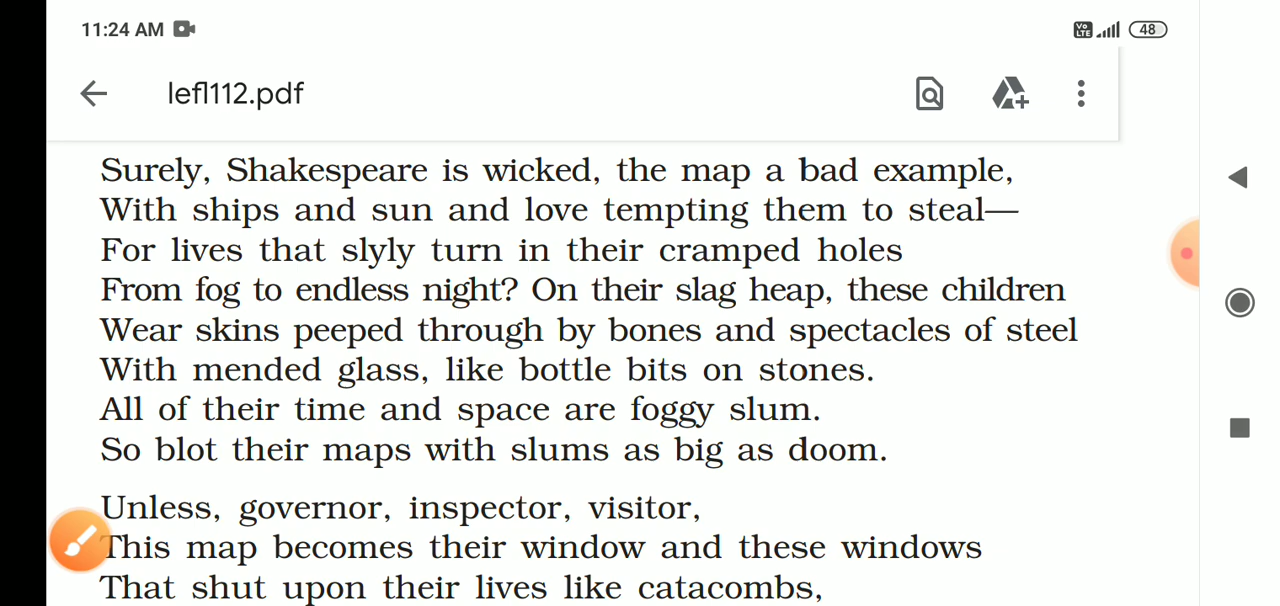 11:24 AM
Vo LTE
48
lefl112.pdf
Surely, Shakespeare is wicked, the map a bad example,
With ships and sun and love tempting them to steal—
For lives that slyly turn in their cramped holes
From fog to endless night? On their slag heap, these children
Wear skins peeped through by bones and spectacles of steel
With mended glass, like bottle bits on stones.
All of their time and space are foggy slum.
So blot their maps with slums as big as doom.
Unless, governor, inspector, visitor,
This map becomes their window and these windows
That shut upon their lives like catacombs,